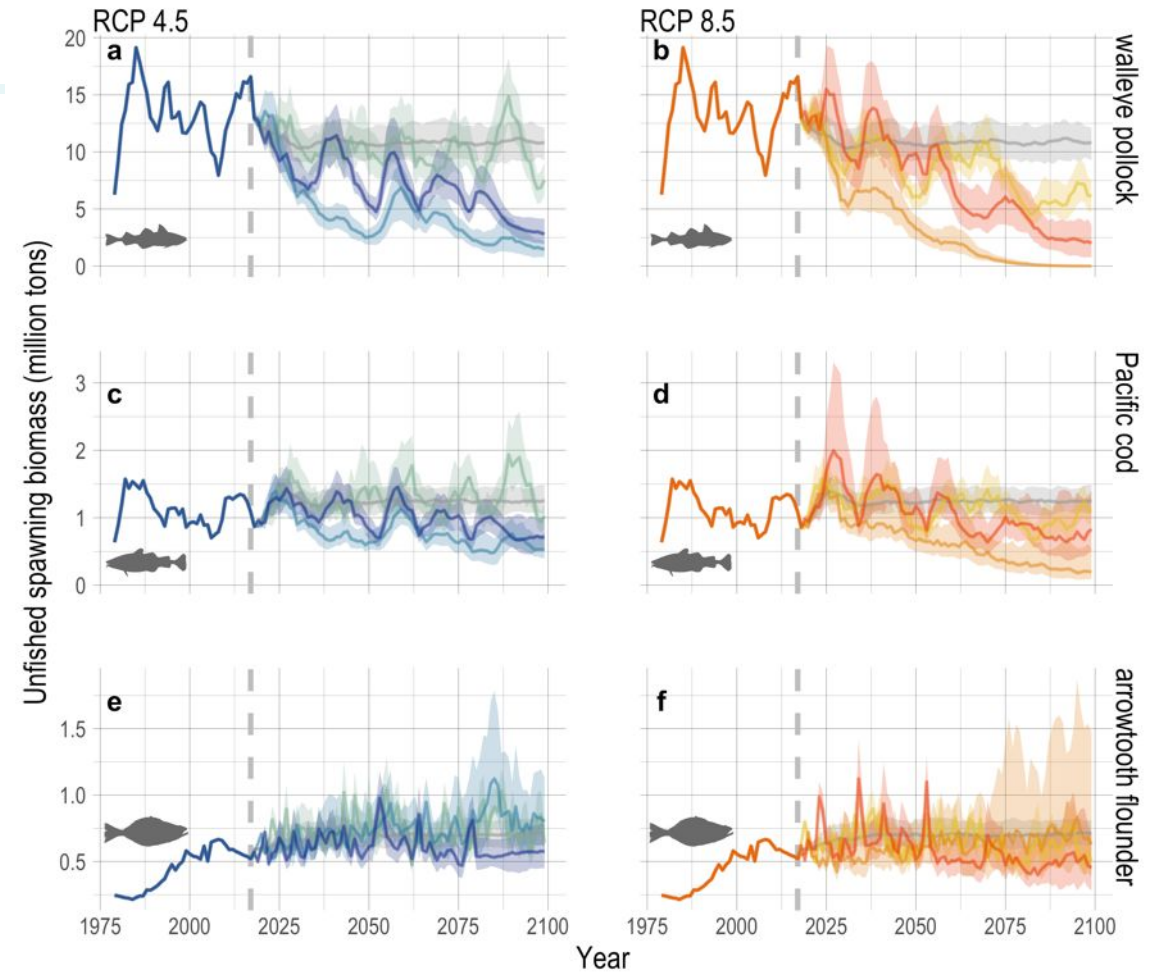 RCP 4.5
RCP 8.5
a
b
walleye pollock
20
15
10
5
0
c
d
Pacific cod
3
2
1
0
e
f
arrowtooth flounder
1.5
1.0
0.5
Unfished spawning biomass (million tons)
1975 2000 2025 2050 2075 2100
1975 2000 2025 2050 2075 2100
Year